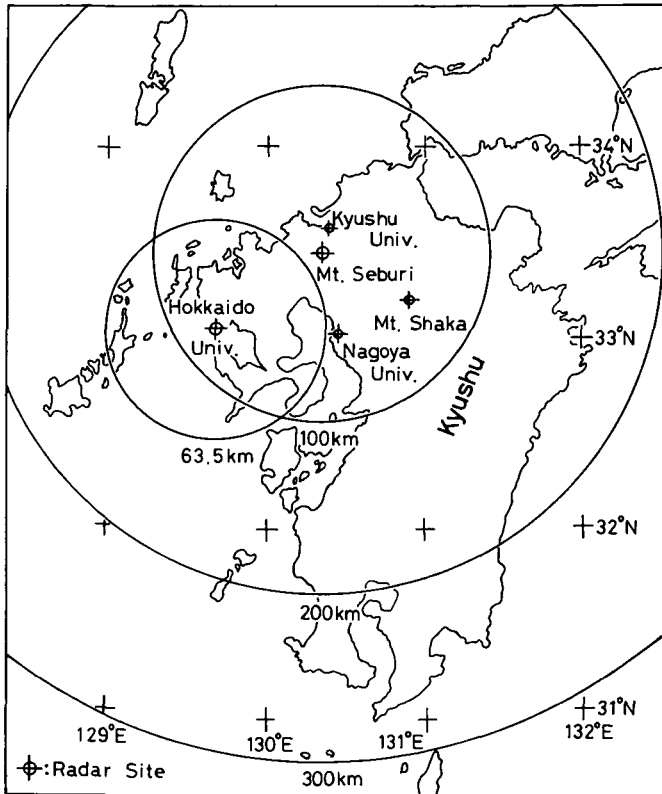 34°N
Kyushu
Univ.
Mt. Seburi
Hokkaido
Univ.
Mt. Shaka
33°N
Nagoya
Univ.
Kyushu
100km
63.5km
32°N
200km
31°N
129°E
130°E
131°E
132°E
:Radar Site
300km